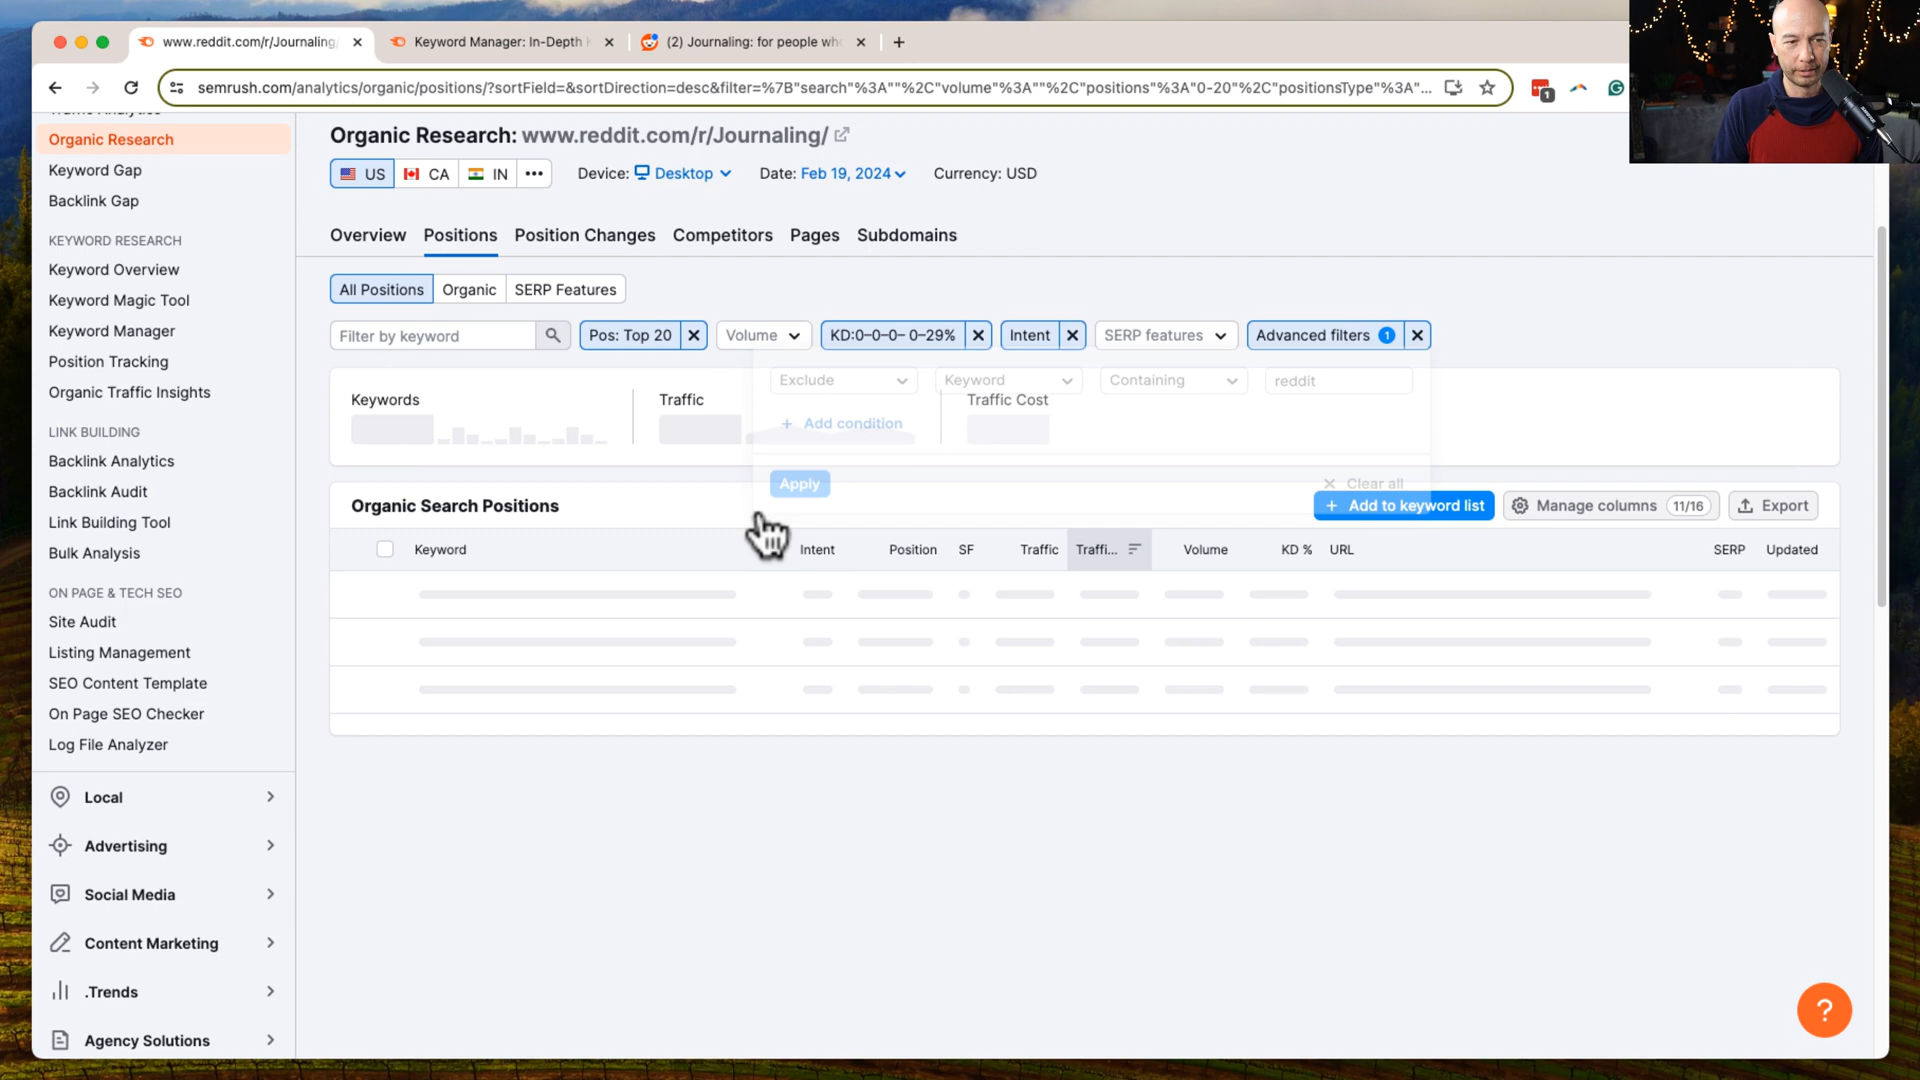 www.reddit.com/r/Journaling/
Keyword Manager: In-Depth
(2) Journaling: for people who
semrush.com/analytics/organic/positions/?sortField=&sortDirection=desc&filter=%7B"search"%3A""%2C"volume"%3A""%2C"positions"%3A"0-20"%2C"positionsType"%3A"...
1
Organic Research
Keyword Gap
Backlink Gap
KEYWORD RESEARCH
Keyword Overview
Keyword Magic Tool
Keyword Manager
Position Tracking
Organic Traffic Insights
LINK BUILDING
Backlink Analytics
Backlink Audit
Link Building Tool
Bulk Analysis
ON PAGE & TECH SEO
Site Audit
Listing Management
SEO Content Template
On Page SEO Checker
Log File Analyzer
Local
Advertising
Social Media
Content Marketing
.Trends
Agency Solutions
Organic Research: www.reddit.com/r/Journaling/
US CA IN ••• Device: Desktop Date: Feb 19, 2024 Currency: USD
Overview Positions Position Changes Competitors Pages Subdomains
All Positions Organic SERP Features
Filter by keyword Pos: Top 20 Volume KD:0–0–0– 0–29% Intent SERP features Advanced filters 1
Exclude Keyword Containing reddit
Keywords Traffic Traffic Cost
+ Add condition
Apply Clear all
Organic Search Positions + Add to keyword list Manage columns 11/16 Export
Keyword Intent Position SF Traffic Traffi... Volume KD % URL SERP Updated
?